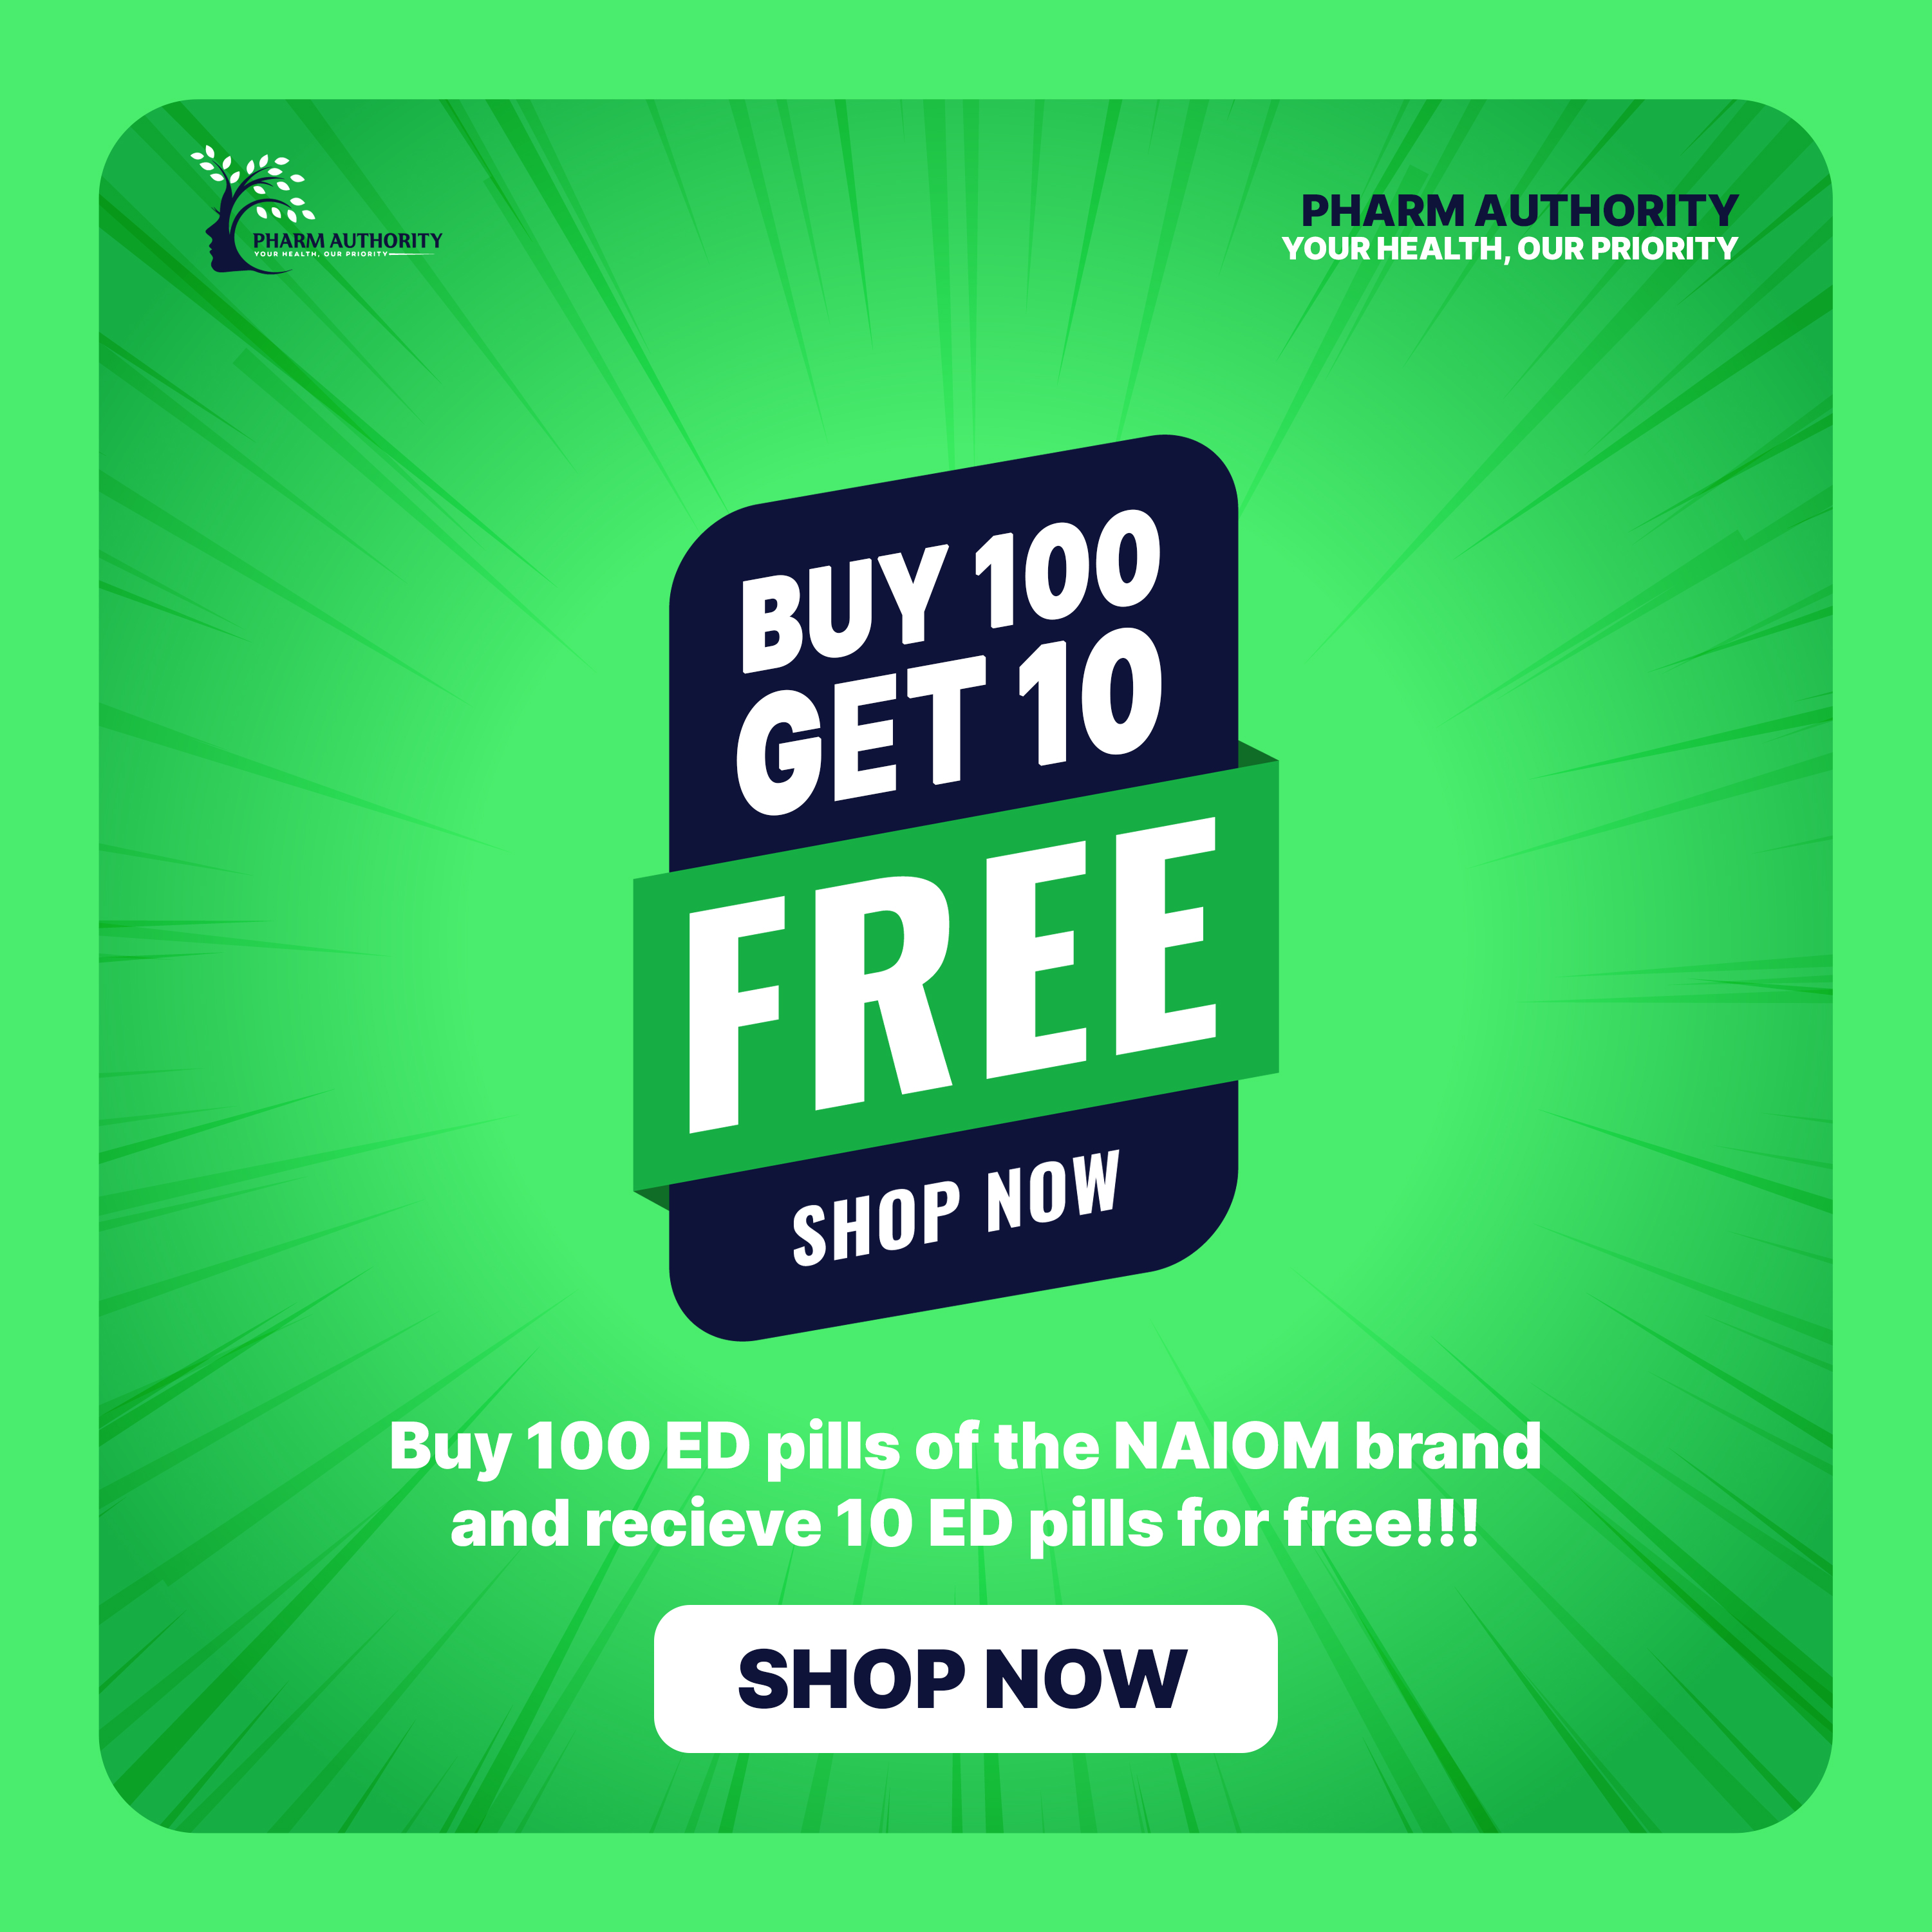 PHARM AUTHORITY
YOUR HEALTH, OUR PRIORITY
PHARM AUTHORITY
YOUR HEALTH, OUR PRIORITY
BUY 100
GET 10
FREE
SHOP NOW
Buy 100 ED pills of the NAIOM brand
and recieve 10 ED pills for free!!!
SHOP NOW